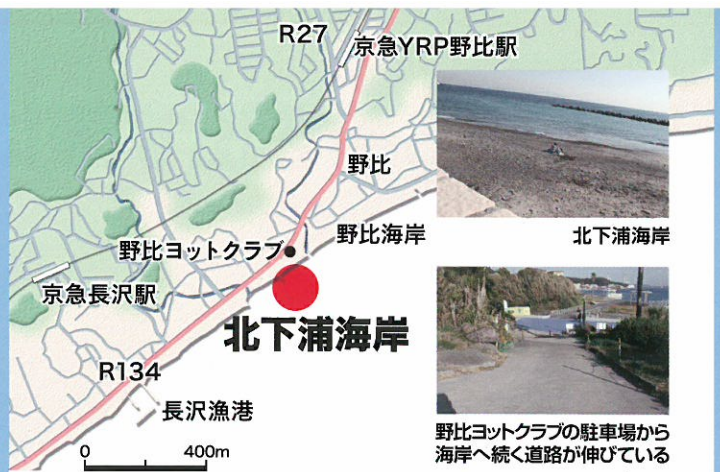 R27
京急YRP野比駅
野比
野比海岸
野比ヨットクラブ
京急長沢駅
北下浦海岸
R134
長沢漁港
0 400m
北下浦海岸
野比ヨットクラブの駐車場から
海岸へ続く道路が伸びている